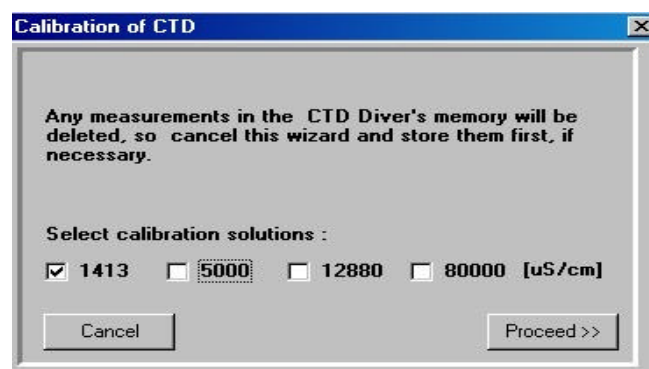 Calibration of CTD
Any measurements in the CTD Diver's memory will be
deleted, so cancel this wizard and store them first, if
necessary.
Select calibration solutions :
1413 5000 12880 80000 [uS/cm]
Cancel Proceed >>